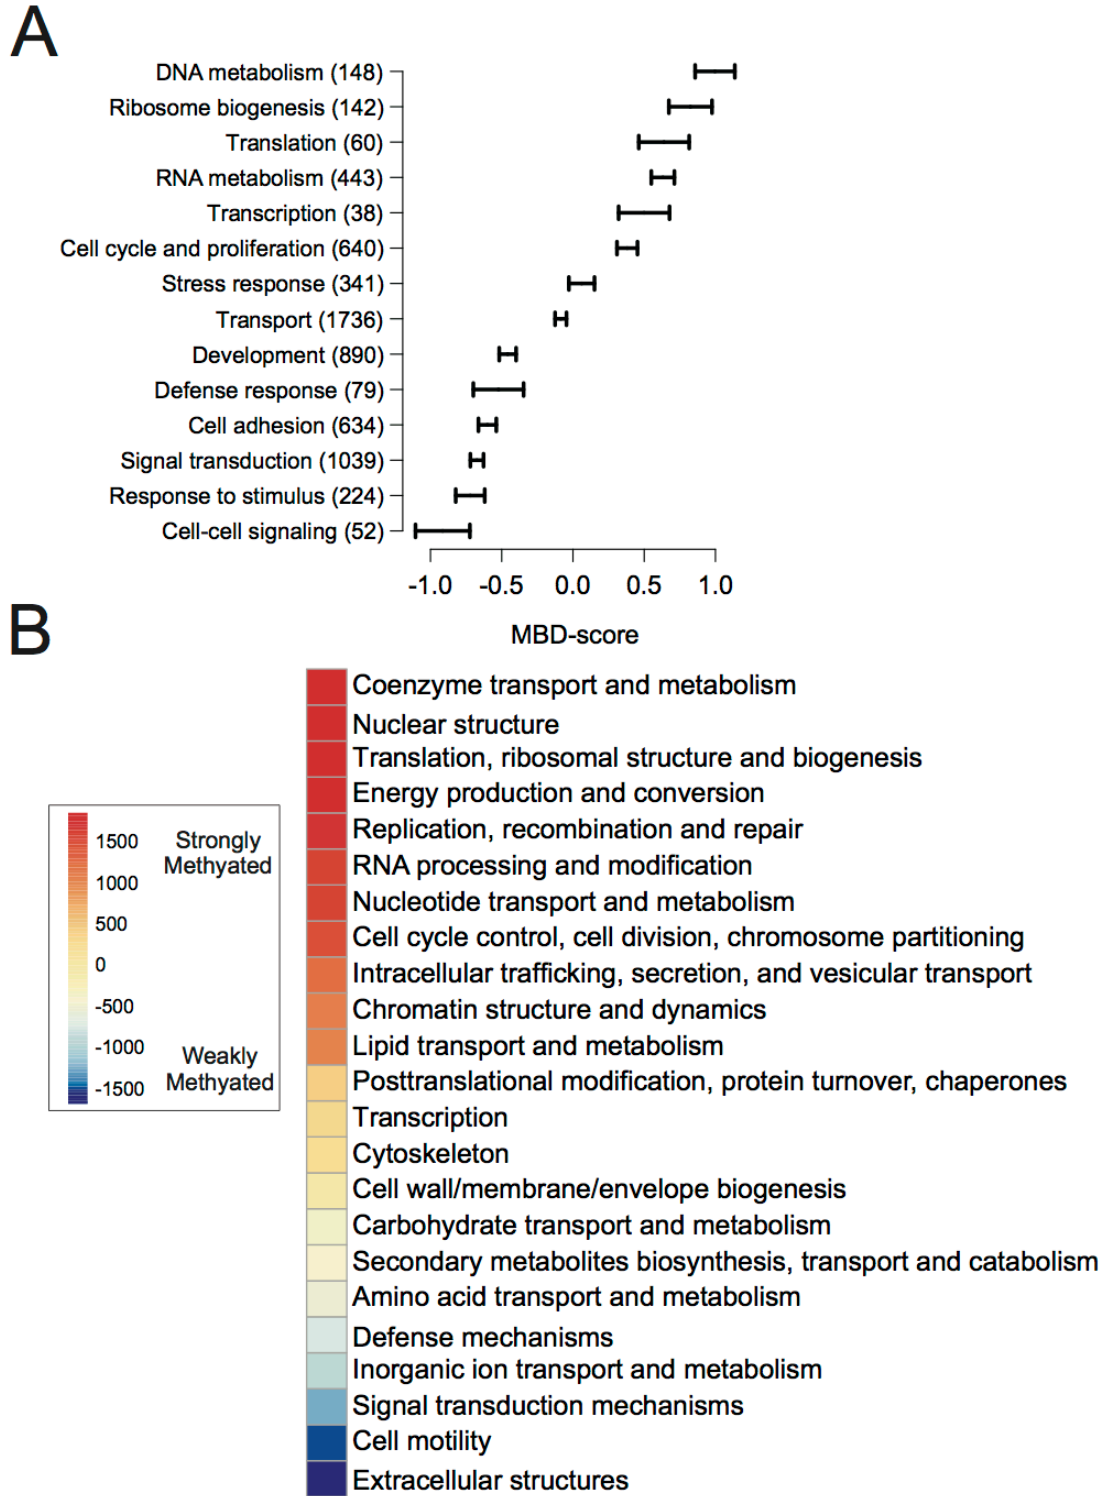 A
DNA metabolism (148)
Ribosome biogenesis (142)
Translation (60)
RNA metabolism (443)
Transcription (38)
Cell cycle and proliferation (640)
Stress response (341)
Transport (1736)
Development (890)
Defense response (79)
Cell adhesion (634)
Signal transduction (1039)
Response to stimulus (224)
Cell-cell signaling (52)
-1.0 -0.5 0.0 0.5 1.0
MBD-score
B
1500
1000
500
0
-500
-1000
-1500
Strongly
Methyated
Weakly
Methyated
Coenzyme transport and metabolism
Nuclear structure
Translation, ribosomal structure and biogenesis
Energy production and conversion
Replication, recombination and repair
RNA processing and modification
Nucleotide transport and metabolism
Cell cycle control, cell division, chromosome partitioning
Intracellular trafficking, secretion, and vesicular transport
Chromatin structure and dynamics
Lipid transport and metabolism
Posttranslational modification, protein turnover, chaperones
Transcription
Cytoskeleton
Cell wall/membrane/envelope biogenesis
Carbohydrate transport and metabolism
Secondary metabolites biosynthesis, transport and catabolism
Amino acid transport and metabolism
Defense mechanisms
Inorganic ion transport and metabolism
Signal transduction mechanisms
Cell motility
Extracellular structures